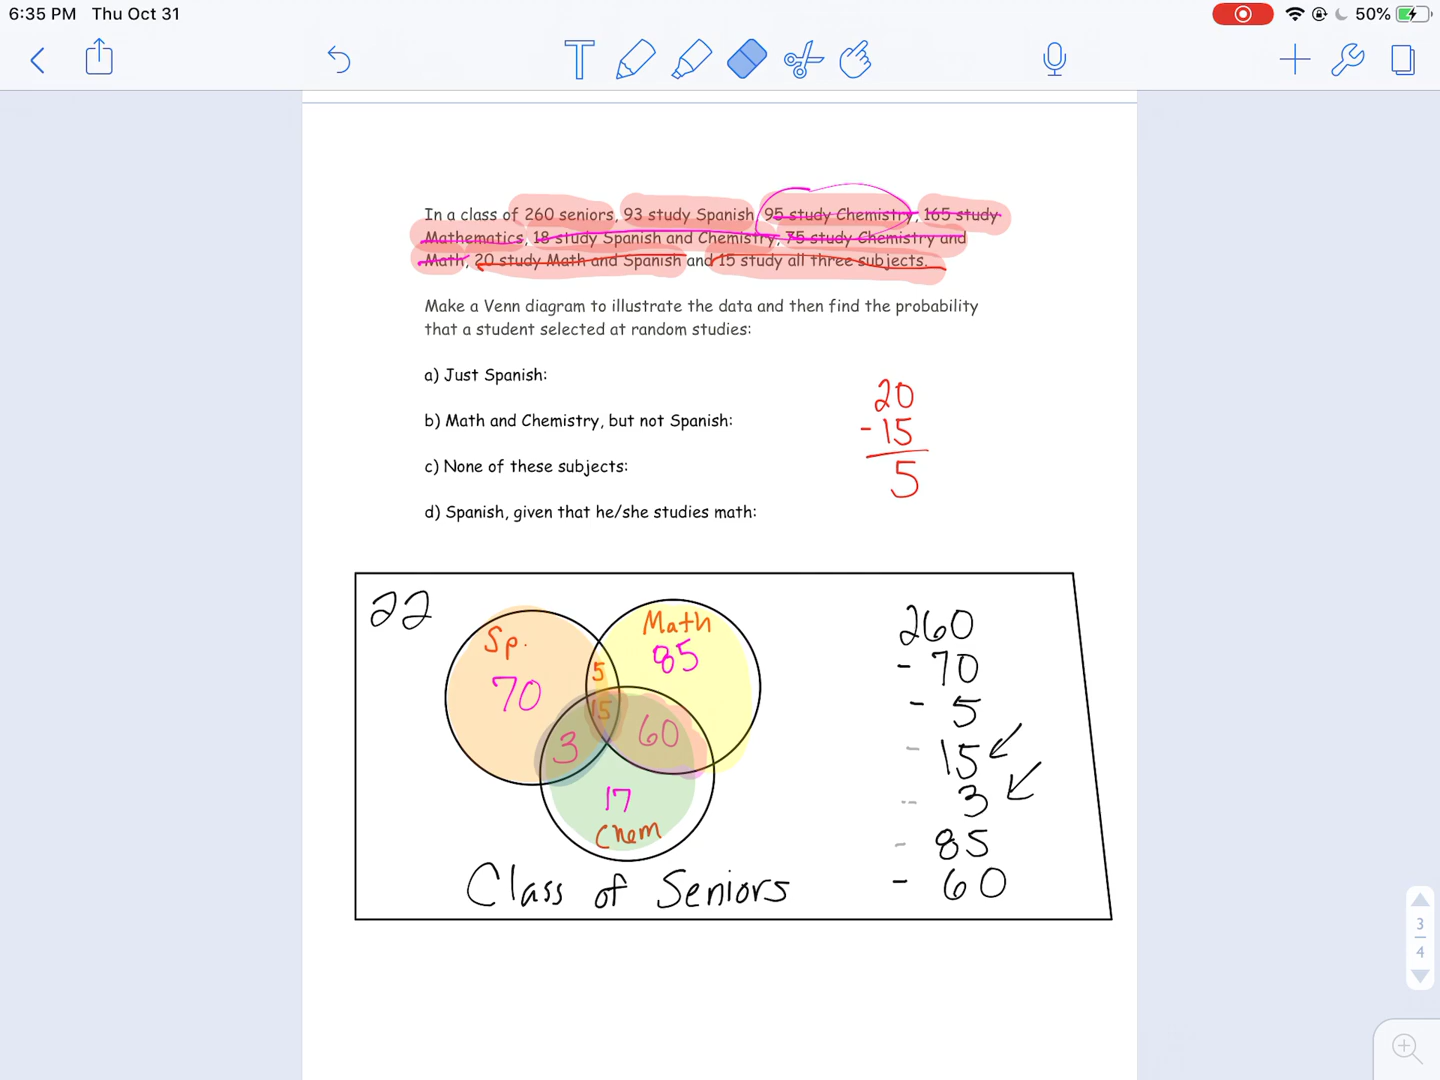 6:35 PM Thu Oct 31
50%
T
In a class of 260 seniors, 93 study Spanish, 95 study Chemistry, 165 study
Mathematics, 18 study Spanish and Chemistry, 75 study Chemistry and
Math, 20 study Math and Spanish and 15 study all three subjects.
Make a Venn diagram to illustrate the data and then find the probability
that a student selected at random studies:
a) Just Spanish:
b) Math and Chemistry, but not Spanish:
c) None of these subjects:
d) Spanish, given that he/she studies math:
20
- 15
5
22
Sp.
70
Math
85
5
15
3
60
17
Chem
Class of Seniors
260
- 70
- 5
- 15
- 3
- 85
- 60
3
4